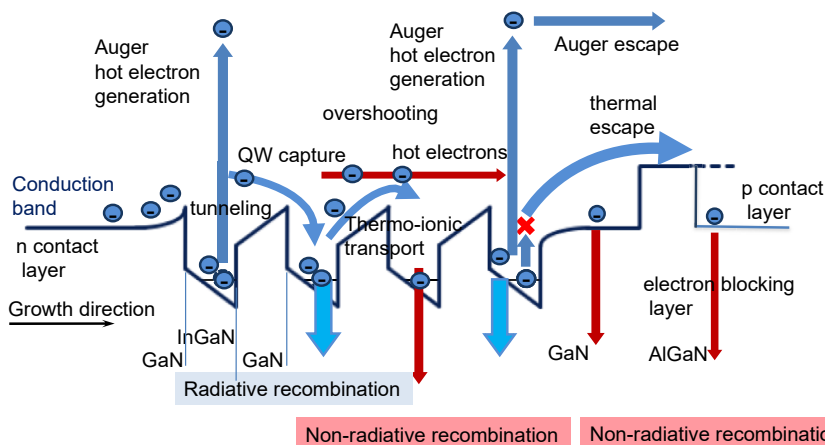 Auger
hot electron
generation
Auger
hot electron
generation
Auger escape
overshooting
thermal
escape
QW capture
hot electrons
Conduction
band
tunneling
Thermo-ionic
transport
p contact
layer
n contact
layer
electron blocking
layer
Growth direction
InGaN
GaN
GaN
GaN
AlGaN
Radiative recombination
Non-radiative recombination
Non-radiative recombinatio